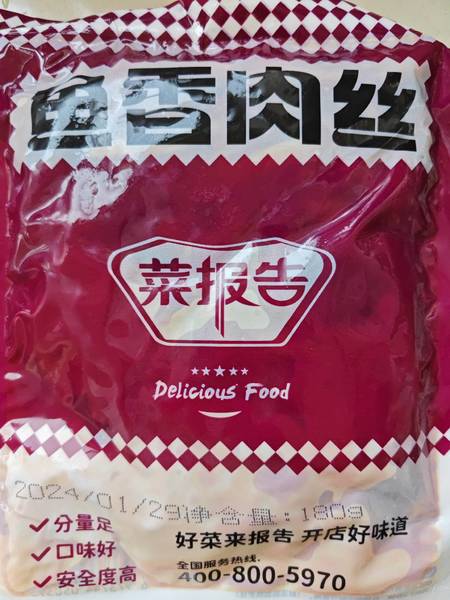 鱼香肉丝
菜报告
Delicious Food
2024/01/29净含量:180g
分量足
口味好
安全度高
好菜来报告 开店好味道
全国服务热线:
400-800-5970